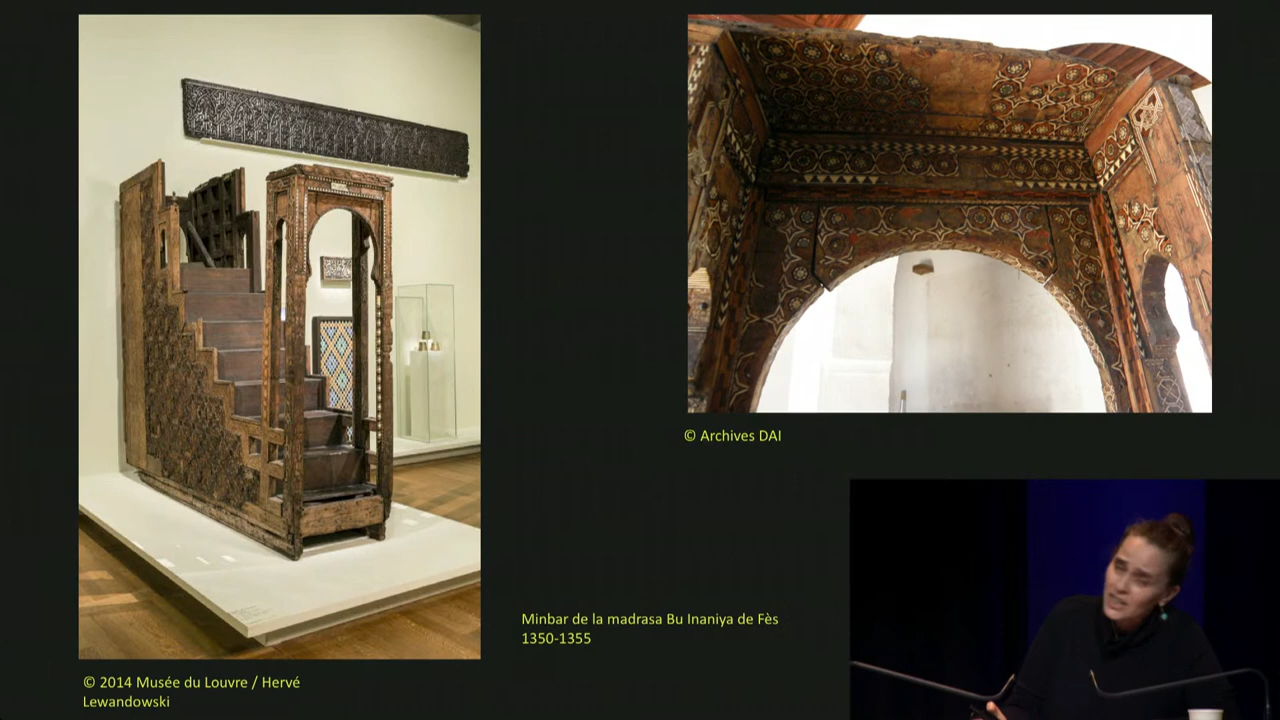 © Archives DAI
Minbar de la madrasa Bu Inaniya de Fès
1350-1355
© 2014 Musée du Louvre / Hervé
Lewandowski